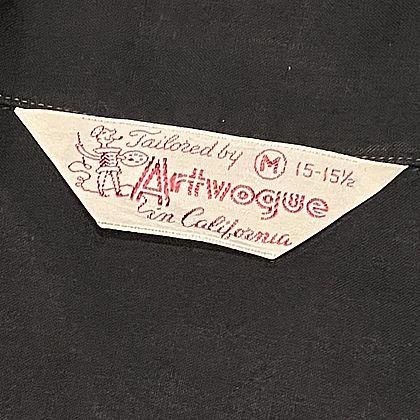 Tailored by M 15-15½
Artvogue
in California